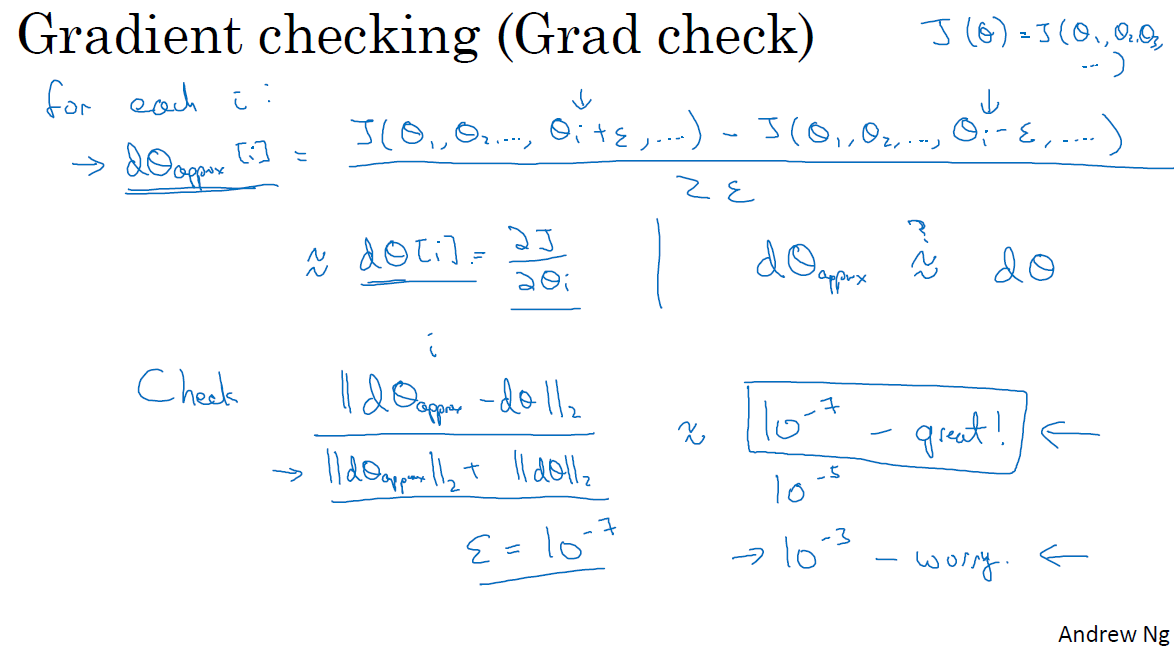 Gradient checking (Grad check)
J(θ) = J(θ₁, θ₂, θ₃, ...)
for each i:
→ dθapprox[i] = J(θ₁, θ₂, ..., θᵢ+ε, ...) - J(θ₁, θ₂, ..., θᵢ-ε, ...)
2ε
≈ dθ[i] = ∂J/∂θᵢ | dθapprox ≈? dθ
i
Check ||dθapprox - dθ||₂ ≈ 10⁻⁷ - great! ←
→ ||dθapprox||₂ + ||dθ||₂
10⁻⁵
ε = 10⁻⁷
→ 10⁻³ - worry. ←
Andrew Ng